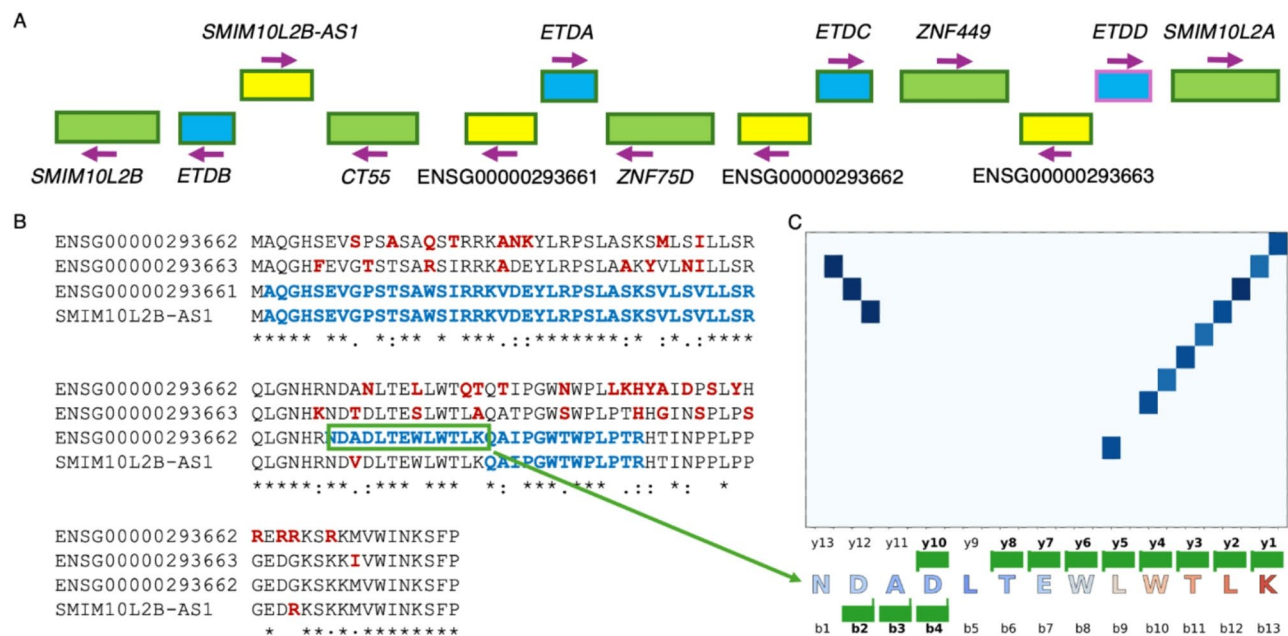 A
SMIM10L2B-AS1 ETDA ETDC ZNF449 ETDD SMIM10L2A
SMIM10L2B ETDB CT55 ENSG00000293661 ZNF75D ENSG00000293662 ENSG00000293663
B
ENSG00000293662 MAQGHSEVSPSASAQSTRRKANKYLRPSLASKSMLSILLSR
ENSG00000293663 MAQGHFEVGTSTSARSIRRKADEYLRPSLAAKYVLNILLSR
ENSG00000293661 MAQGHSEVGPSTSAWSIRRKVDEYLRPSLASKSVLSVLLSR
SMIM10L2B-AS1 MAQGHSEVGPSTSAWSIRRKVDEYLRPSLASKSVLSVLLSR
***** **. *: ** * *** .:: *******:* :*.:****
ENSG00000293662 QLGNHRNDANLTELLWTQTQTIPGWNWPLLKHYAIDPSLYH
ENSG00000293663 QLGNHKNDTDLTESLWTLAQATPGWSWPLPTHHGINSPLPS
ENSG00000293662 QLGNHRNDADLTEWLWTLKQAIPGWTWPLPTRHTINPPLPP
SMIM10L2B-AS1 QLGNHRNDVDLTEWLWTLKQAIPGWTWPLPTRHTINPPLPP
*****:**.:*** *** *: ***.*** .:: *: *
ENSG00000293662 RERRKSRKMVWINKSFP
ENSG00000293663 GEDGKSKKIVWINKSFP
ENSG00000293662 GEDGKSKKMVWINKSFP
SMIM10L2B-AS1 GEDRKSKKMVWINKSFP
* **.*.********
C
y13 y12 y11 y10 y9 y8 y7 y6 y5 y4 y3 y2 y1
N D A D L T E W L W T L K
b1 b2 b3 b4 b5 b6 b7 b8 b9 b10 b11 b12 b13